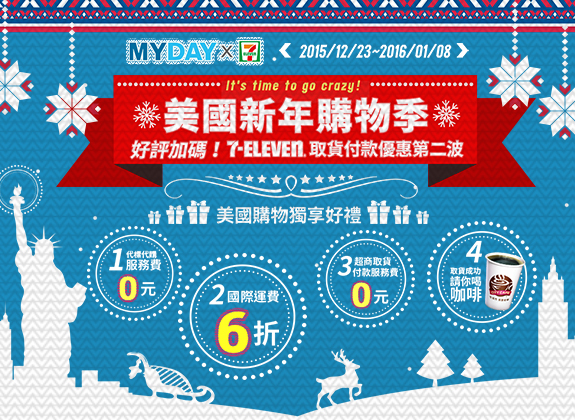 MYDAY × 7-ELEVEN 2015/12/23~2016/01/08
It's time to go crazy!
美國新年購物季
好評加碼！7-ELEVEN. 取貨付款優惠第二波
美國購物獨享好禮
1 代標代購
服務費
0元
2 國際運費
6折
3 超商取貨
付款服務費
0元
4
取貨成功
請你喝
咖啡